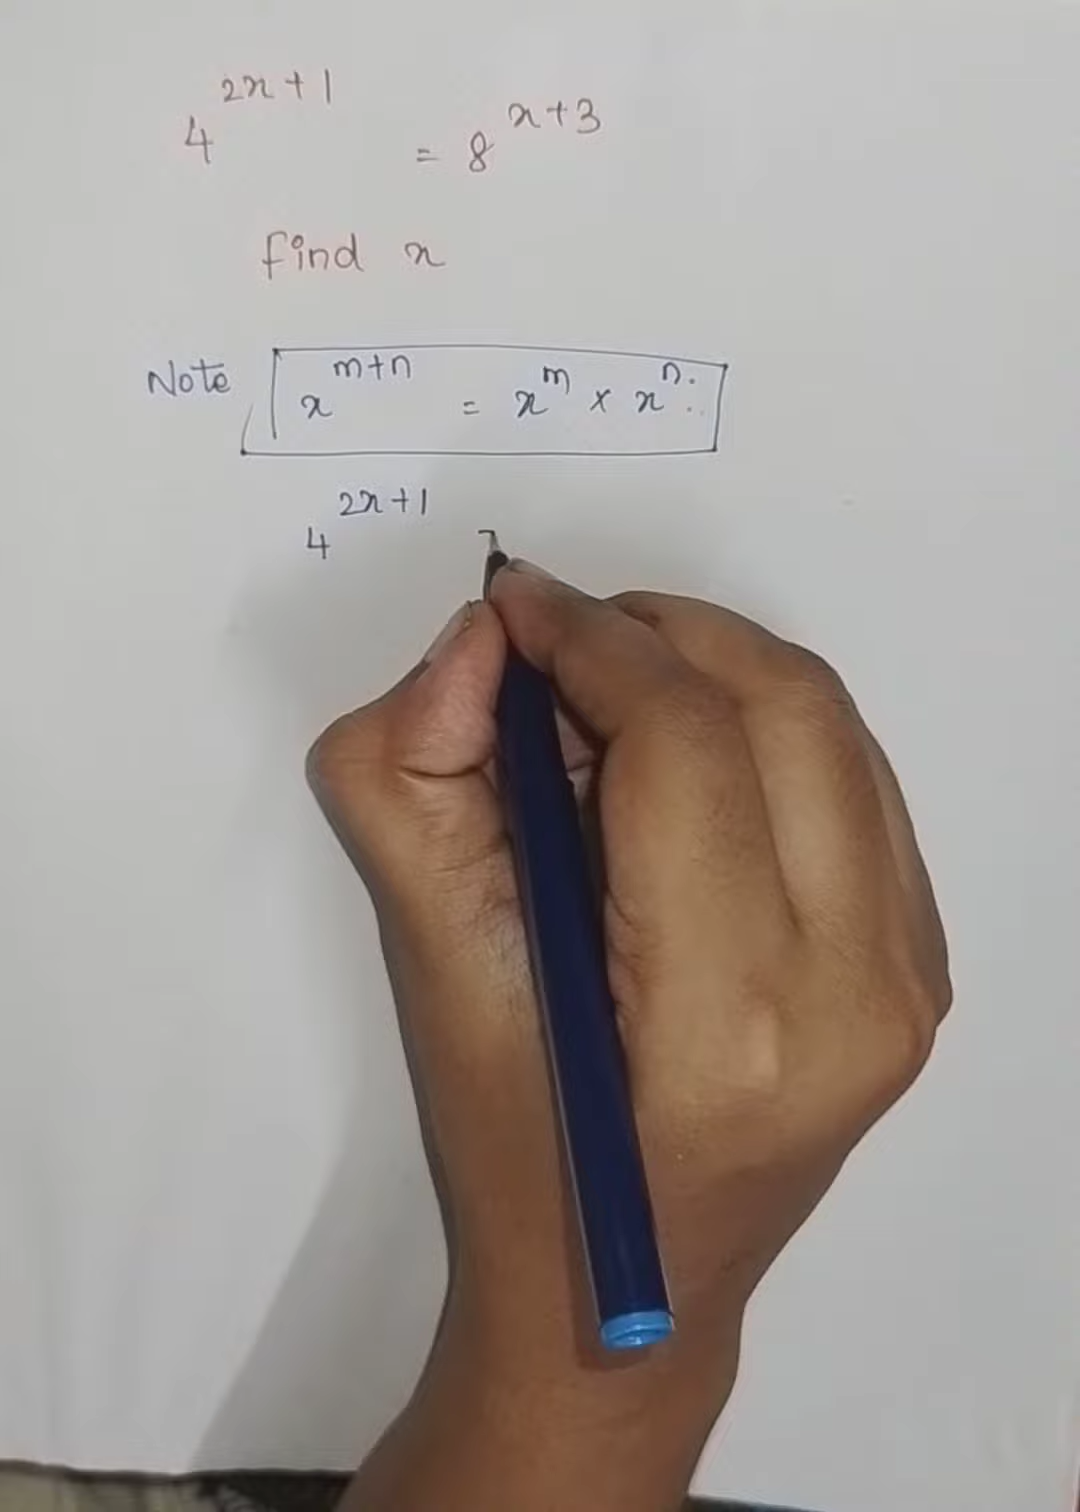 4^{2x+1} = 8^{x+3}
find x
Note x^{m+n} = x^m × x^n.
4^{2x+1}